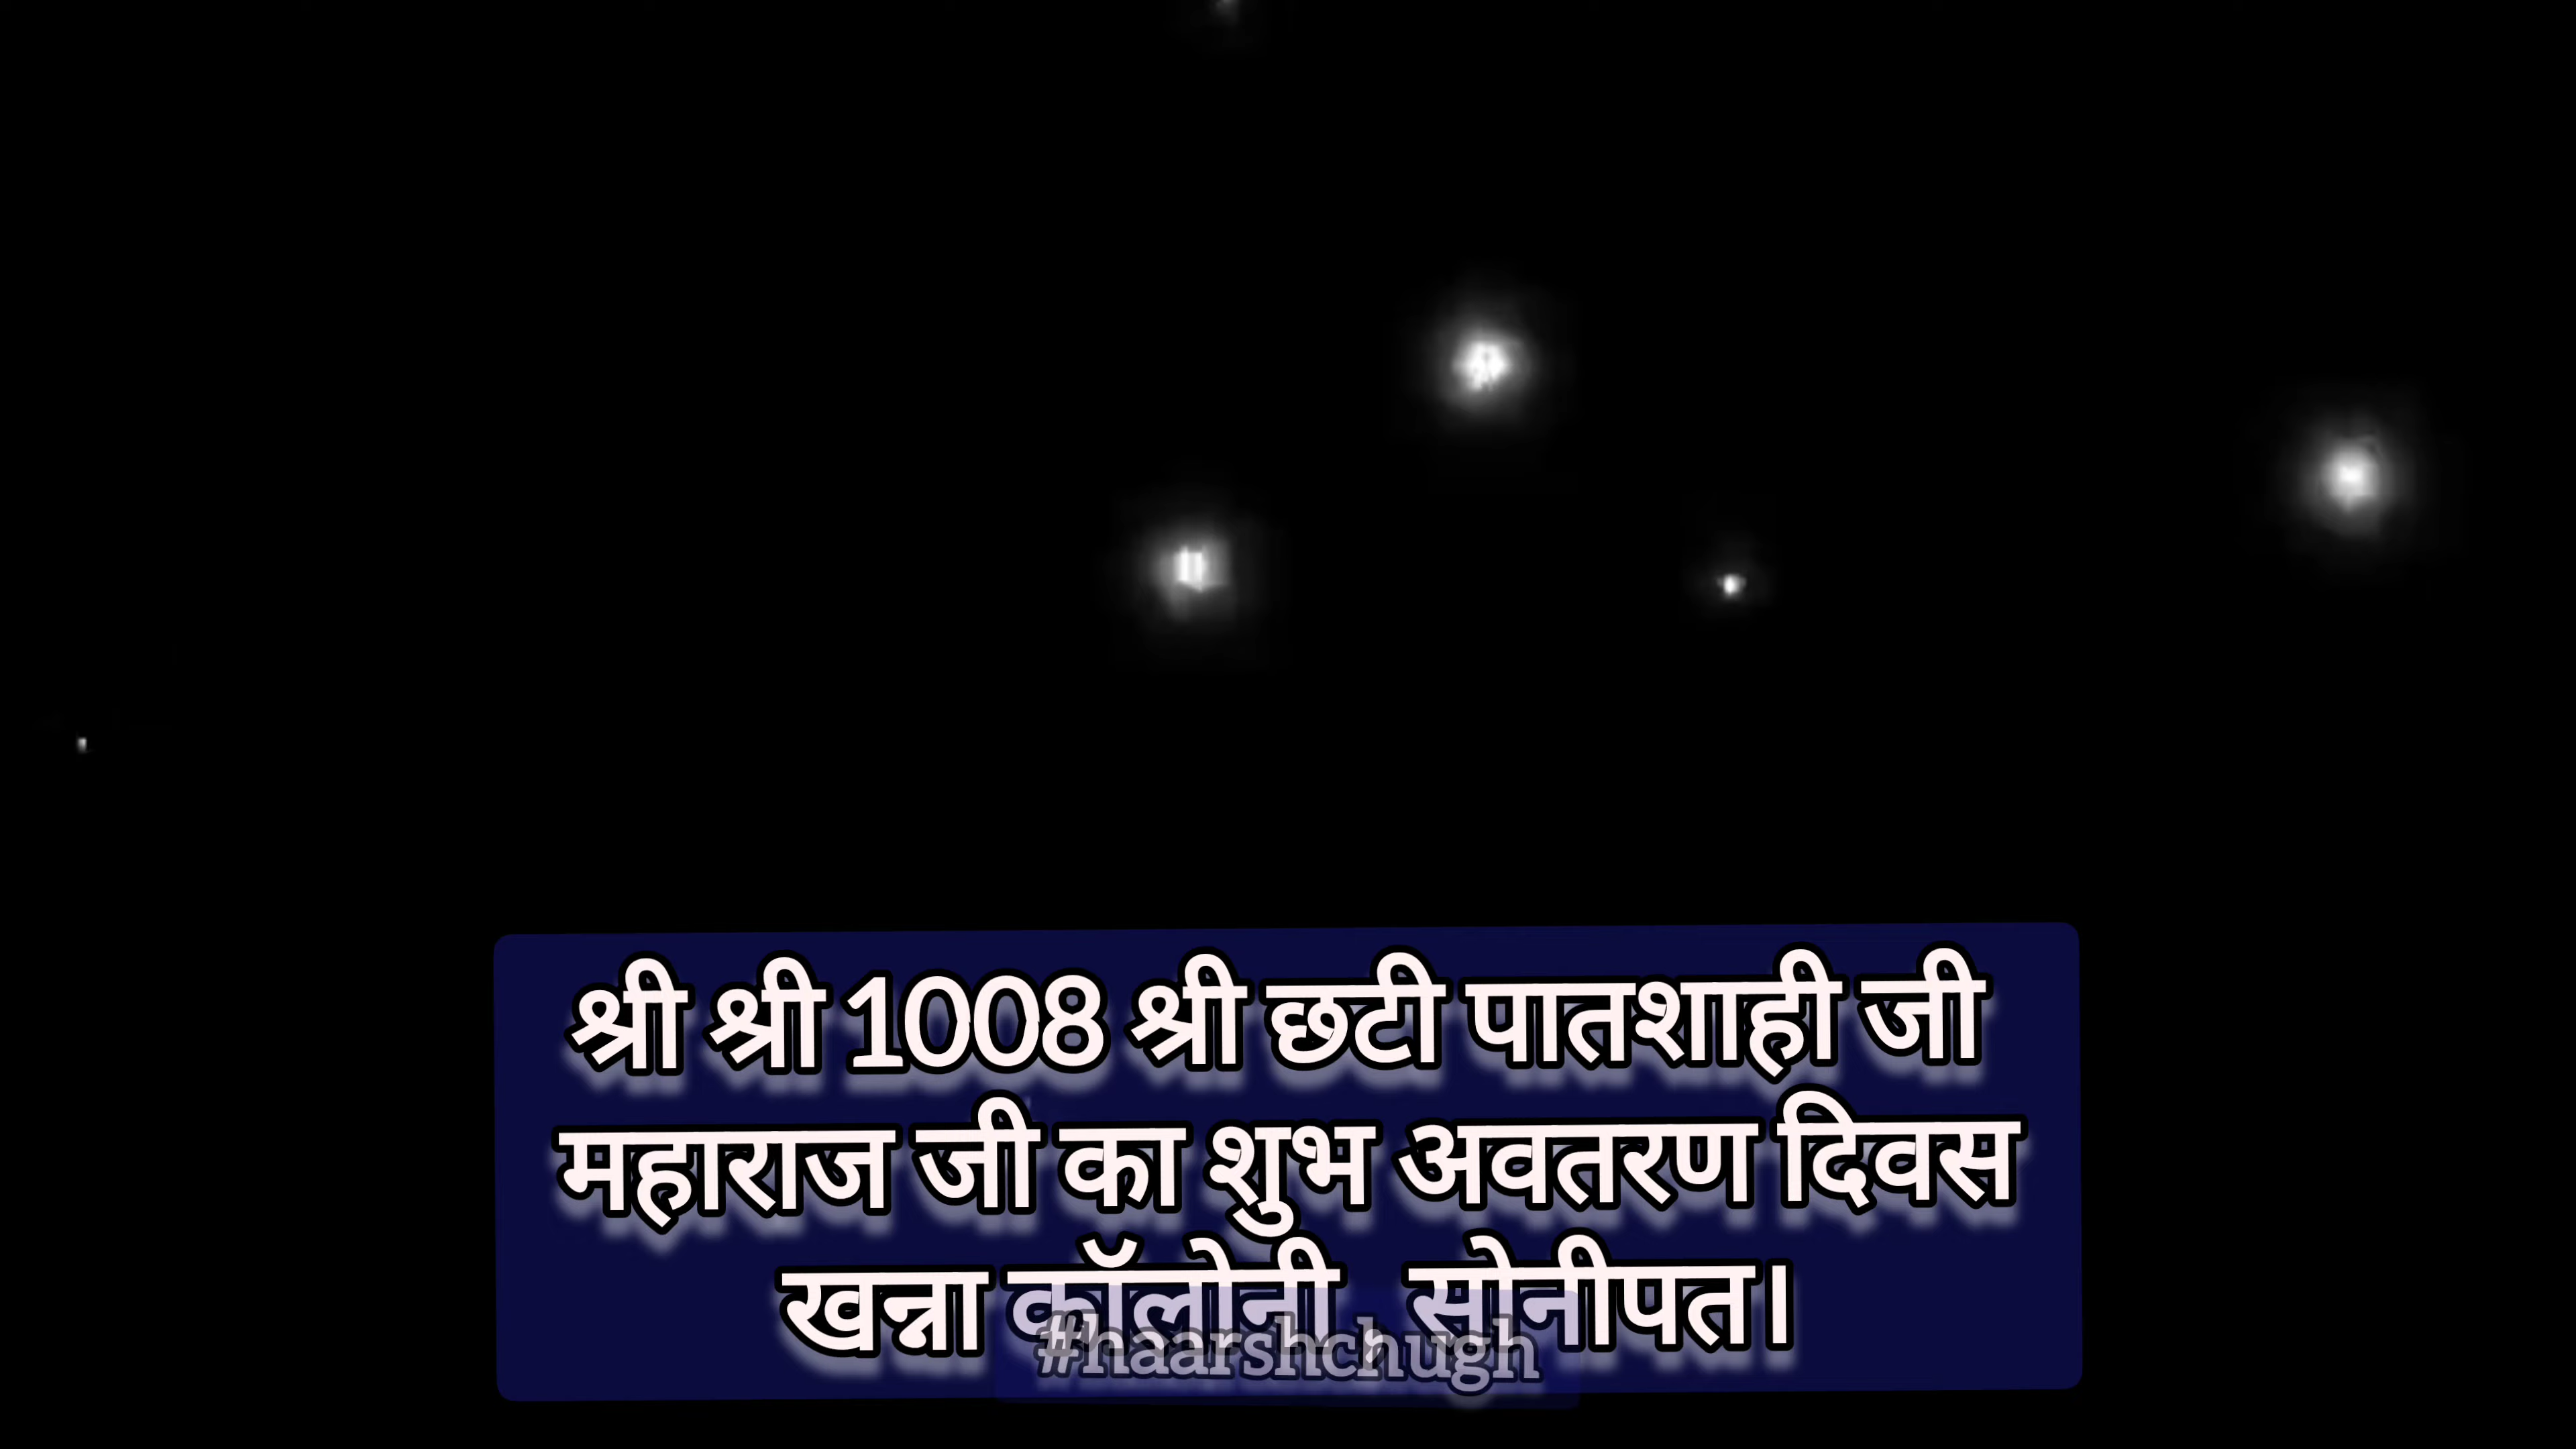 श्री श्री 1008 श्री छटी पातशाही जी
महाराज जी का शुभ अवतरण दिवस
खन्ना कॉलोनी , सोनीपत।
#haarshchugh